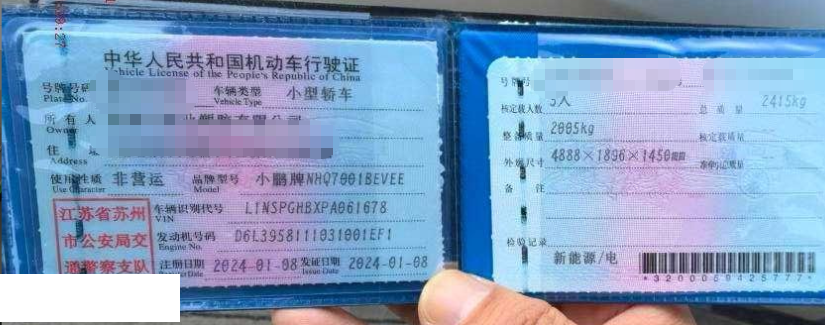 中华人民共和国机动车行驶证
Vehicle License of the People's Republic of China
号牌号码
Plate No.
车辆类型 小型轿车
Vehicle Type
所有人
Owner
住
Address
使用性质 非营运 品牌型号 小鹏牌NHQ7001BEVEE
Use Character Model
江苏省苏州
市公安局交
通警察支队
车辆识别代号 L1NSPGHBXPA061678
VIN
发动机号码 D6L3958111031001EF1
Engine No.
注册日期 2024-01-08 发证日期 2024-01-08
Register Date Issue Date
号牌号
核定载人数 5人 总质量 2415kg
整备质量 2005kg 核定载质量 --
外廓尺寸 4888×1896×1450mm 准牵引总质量 --
备注
检验记录
新能源/电
*3200059425777*